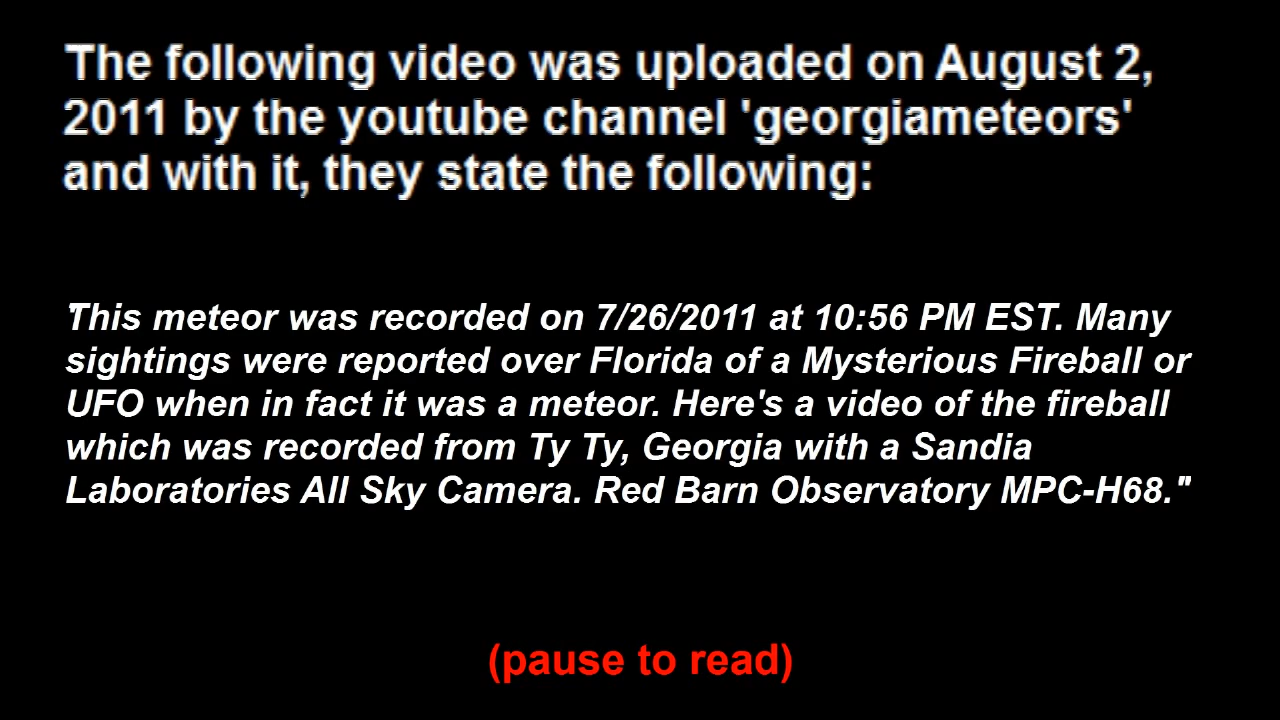 The following video was uploaded on August 2,
2011 by the youtube channel 'georgiameteors'
and with it, they state the following:
This meteor was recorded on 7/26/2011 at 10:56 PM EST. Many
sightings were reported over Florida of a Mysterious Fireball or
UFO when in fact it was a meteor. Here's a video of the fireball
which was recorded from Ty Ty, Georgia with a Sandia
Laboratories All Sky Camera. Red Barn Observatory MPC-H68."
(pause to read)